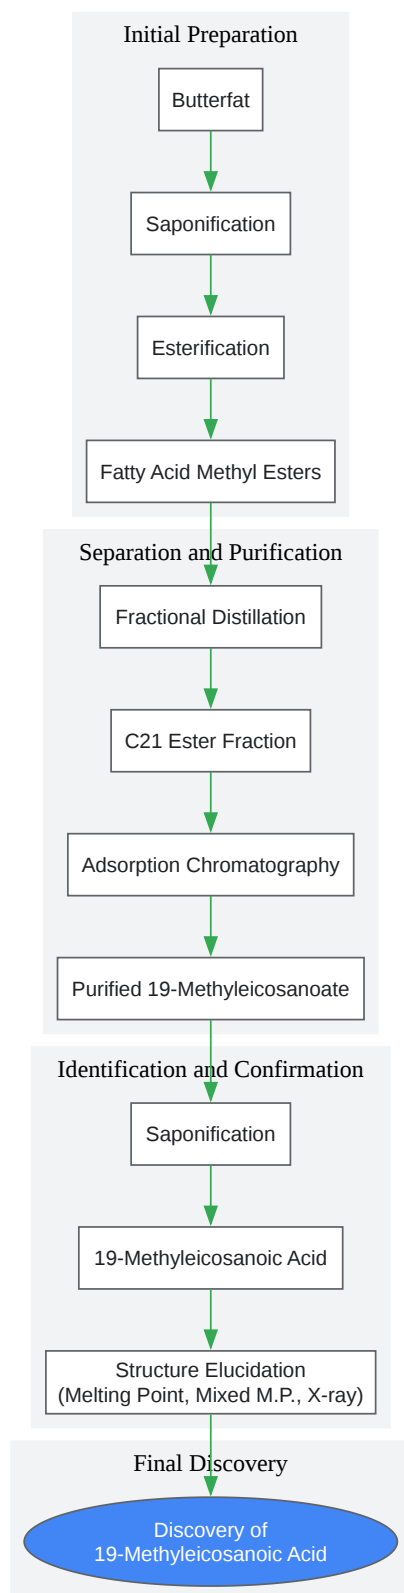 Initial Preparation
Butterfat
Saponification
Esterification
Fatty Acid Methyl Esters
Separation and Purification
Fractional Distillation
C21 Ester Fraction
Adsorption Chromatography
Purified 19-Methyleicosanoate
Identification and Confirmation
Saponification
19-Methyleicosanoic Acid
Structure Elucidation
(Melting Point, Mixed M.P., X-ray)
Final Discovery
Discovery of
19-Methyleicosanoic Acid